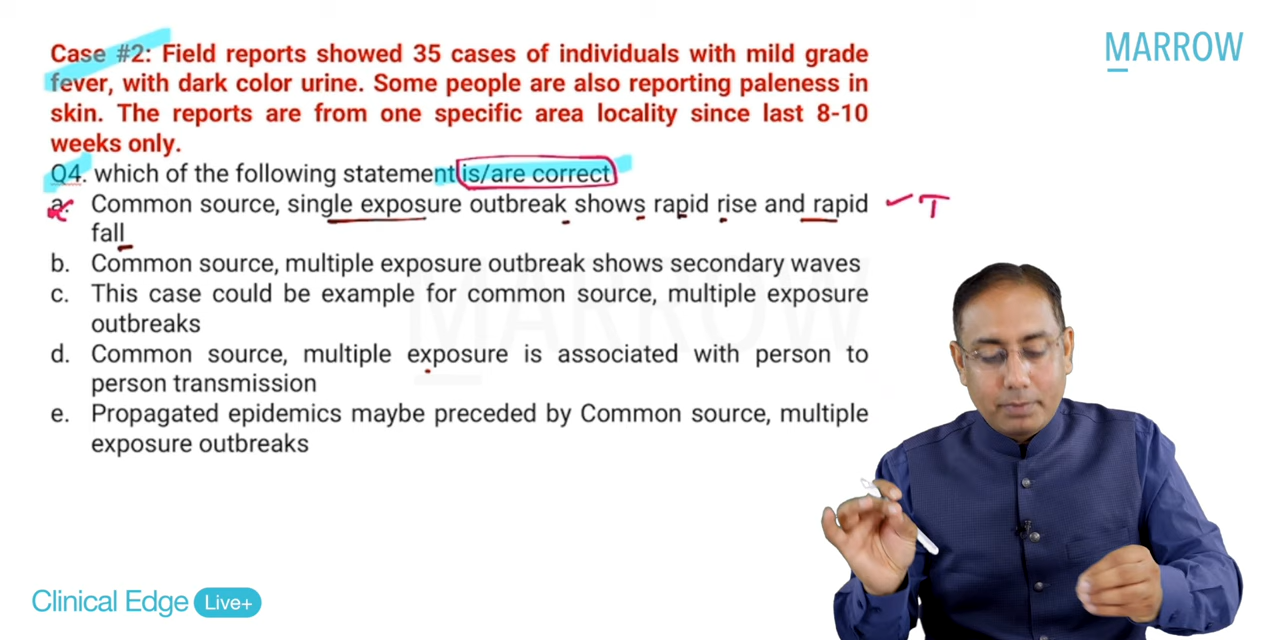 MARROW
Case #2: Field reports showed 35 cases of individuals with mild grade
fever, with dark color urine. Some people are also reporting paleness in
skin. The reports are from one specific area locality since last 8-10
weeks only.
Q4. which of the following statement is/are correct
a. Common source, single exposure outbreak shows rapid rise and rapid T
fall
b. Common source, multiple exposure outbreak shows secondary waves
c. This case could be example for common source, multiple exposure
outbreaks
d. Common source, multiple exposure is associated with person to
person transmission
e. Propagated epidemics maybe preceded by Common source, multiple
exposure outbreaks
MARROW
Clinical Edge Live+